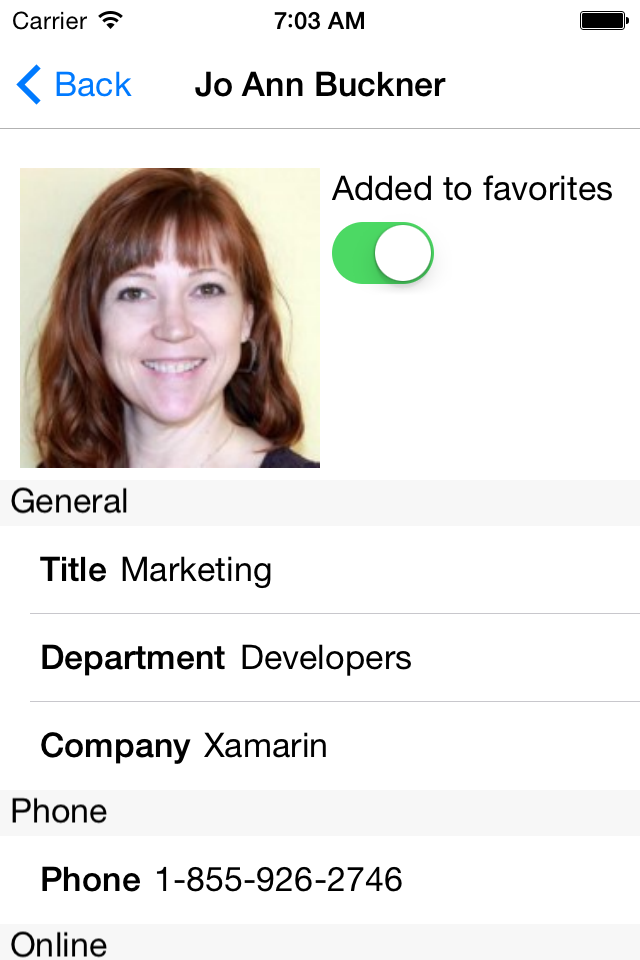 Carrier 7:03 AM
Back Jo Ann Buckner
Added to favorites
General
Title Marketing
Department Developers
Company Xamarin
Phone
Phone 1-855-926-2746
Online